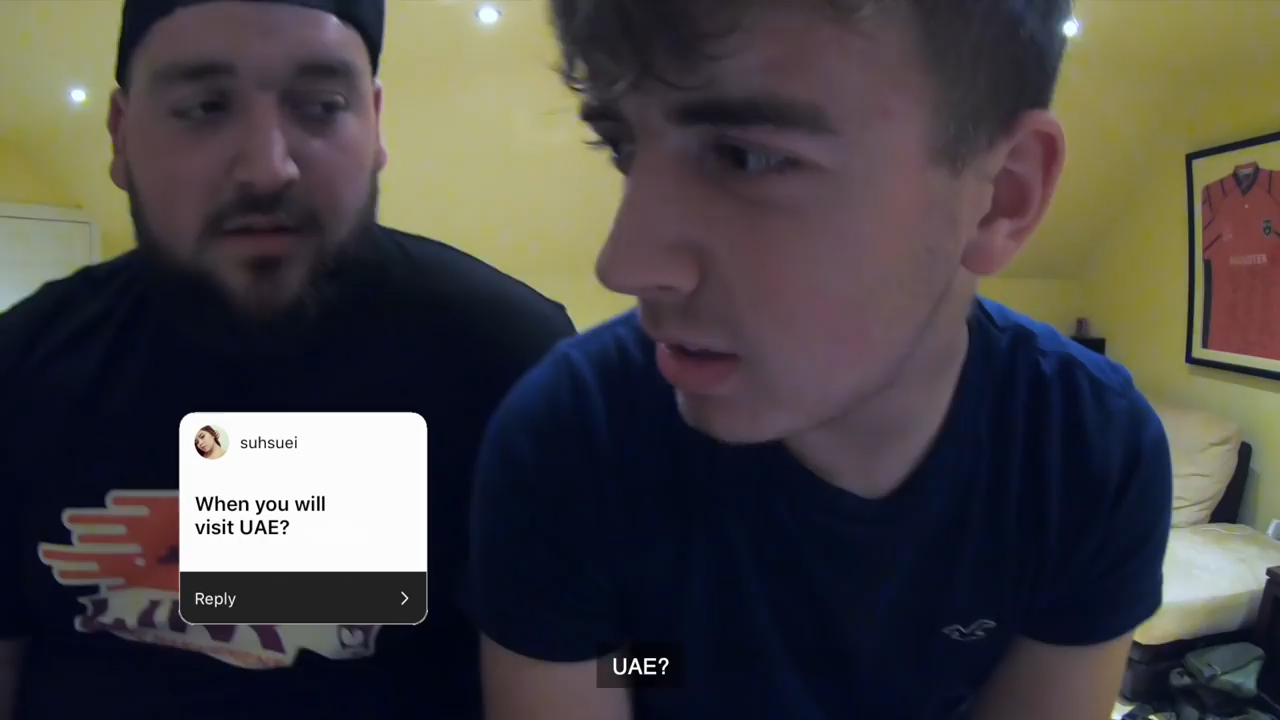 suhsuei
When you will
visit UAE?
Reply
UAE?